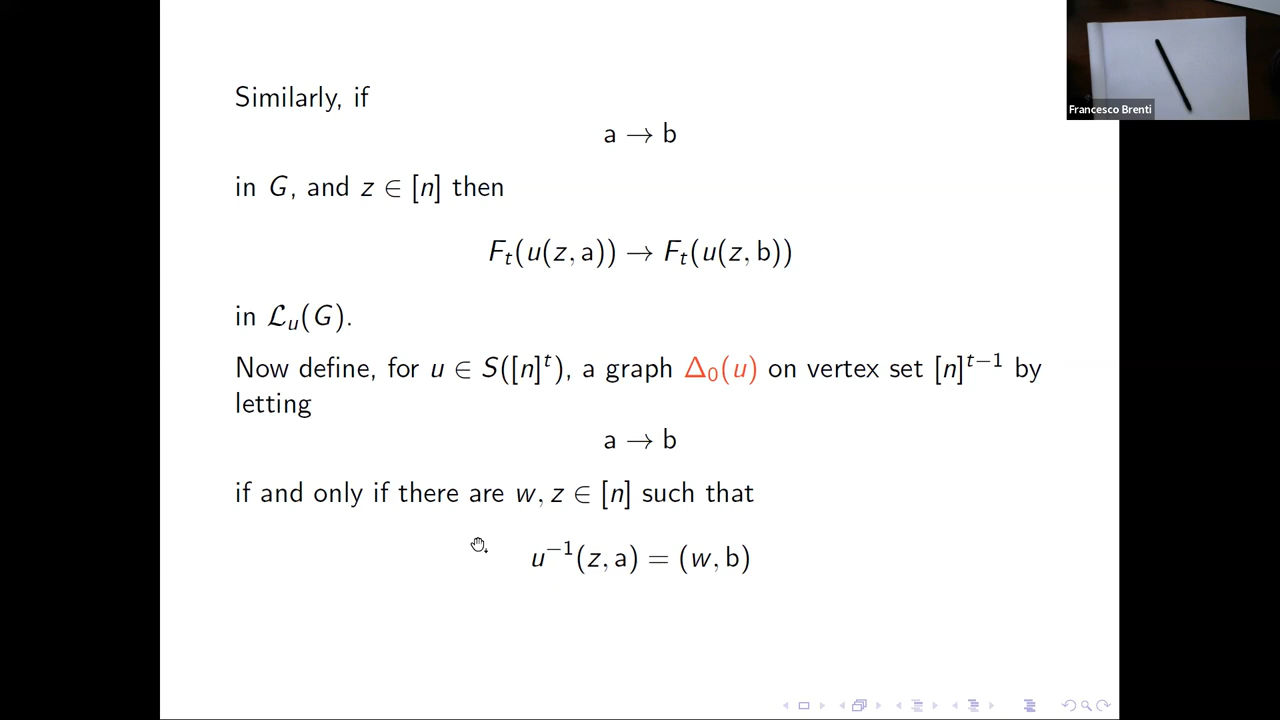 Similarly, if
a → b
in G, and z ∈ [n] then
F_t(u(z, a)) → F_t(u(z, b))
in ℒ_u(G).
Now define, for u ∈ S([n]^t), a graph Δ_0(u) on vertex set [n]^{t−1} by
letting
a → b
if and only if there are w, z ∈ [n] such that
u^{−1}(z, a) = (w, b)
Francesco Brenti